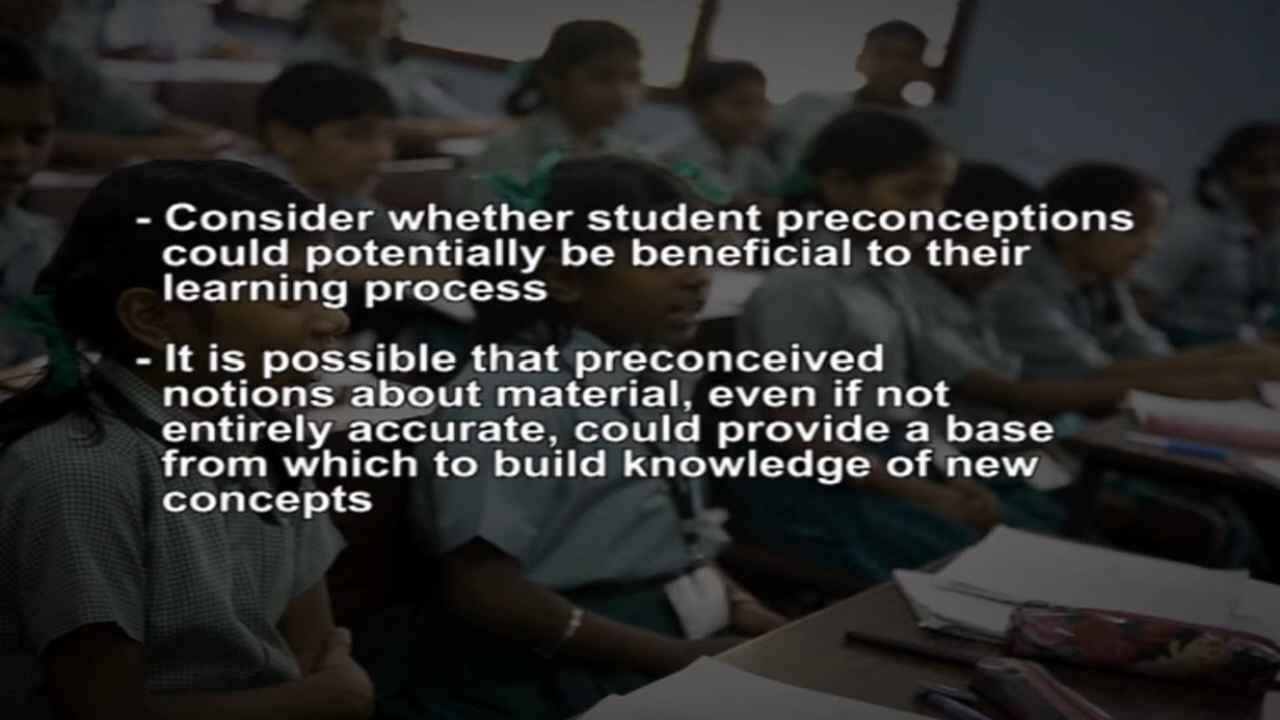 - Consider whether student preconceptions
could potentially be beneficial to their
learning process
- It is possible that preconceived
notions about material, even if not
entirely accurate, could provide a base
from which to build knowledge of new
concepts